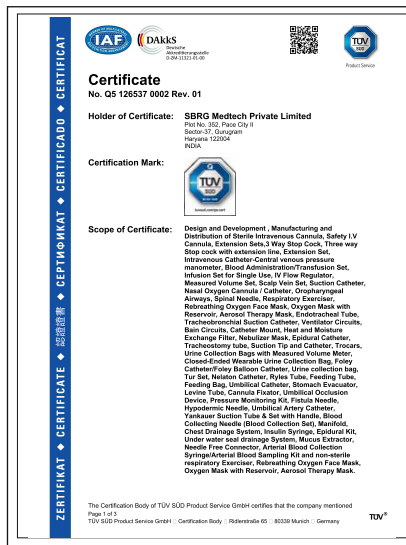 IAF
DAkkS
Deutsche
Akkreditierungsstelle
D-ZM-11321-01-00
TÜV
SÜD
Product Service
Certificate
No. Q5 126537 0002 Rev. 01
Holder of Certificate: SBRG Medtech Private Limited
Plot No. 352, Pace City II
Sector-37, Gurugram
Haryana 122004
INDIA
Certification Mark:
TÜV
SÜD
Scope of Certificate: Design and Development , Manufacturing and
Distribution of Sterile Intravenous Cannula, Safety I.V
Cannula, Extension Sets,3 Way Stop Cock, Three way
Stop cock with extension line, Extension Set,
Intravenous Catheter-Central venous pressure
manometer, Blood Administration/Transfusion Set,
Infusion Set for Single Use, IV Flow Regulator,
Measured Volume Set, Scalp Vein Set, Suction Catheter,
Nasal Oxygen Cannula / Catheter, Oropharyngeal
Airways, Spinal Needle, Respiratory Exerciser,
Rebreathing Oxygen Face Mask, Oxygen Mask with
Reservoir, Aerosol Therapy Mask, Endotracheal Tube,
Tracheobronchial Suction Catheter, Ventilator Circuits,
Bain Circuits, Catheter Mount, Heat and Moisture
Exchange Filter, Nebulizer Mask, Epidural Catheter,
Tracheostomy tube, Suction Tip and Catheter, Trocars,
Urine Collection Bags with Measured Volume Meter,
Closed-Ended Wearable Urine Collection Bag, Foley
Catheter/Foley Balloon Catheter, Urine collection bag,
Tur Set, Nelaton Catheter, Ryles Tube, Feeding Tube,
Feeding Bag, Umbilical Catheter, Stomach Evacuator,
Levine Tube, Cannula Fixator, Umbilical Occlusion
Device, Pressure Monitoring Kit, Fistula Needle,
Hypodermic Needle, Umbilical Artery Catheter,
Yankauer Suction Tube & Set with Handle, Blood
Collecting Needle (Blood Collection Set), Manifold,
Chest Drainage System, Insulin Syringe, Epidural Kit,
Under water seal drainage System, Mucus Extractor,
Needle Free Connector, Arterial Blood Collection
Syringe/Arterial Blood Sampling Kit and non-sterile
respiratory Exerciser, Rebreathing Oxygen Face Mask,
Oxygen Mask with Reservoir, Aerosol Therapy Mask.
The Certification Body of TÜV SÜD Product Service GmbH certifies that the company mentioned
Page 1 of 3
TÜV SÜD Product Service GmbH □ Certification Body □ Ridlerstraße 65 □ 80339 Munich □ Germany
TÜV®
ZERTIFIKAT ◆ CERTIFICATE ◆ 認證證書 ◆ СЕРТИФИКАТ ◆ CERTIFICADO ◆ CERTIFICAT